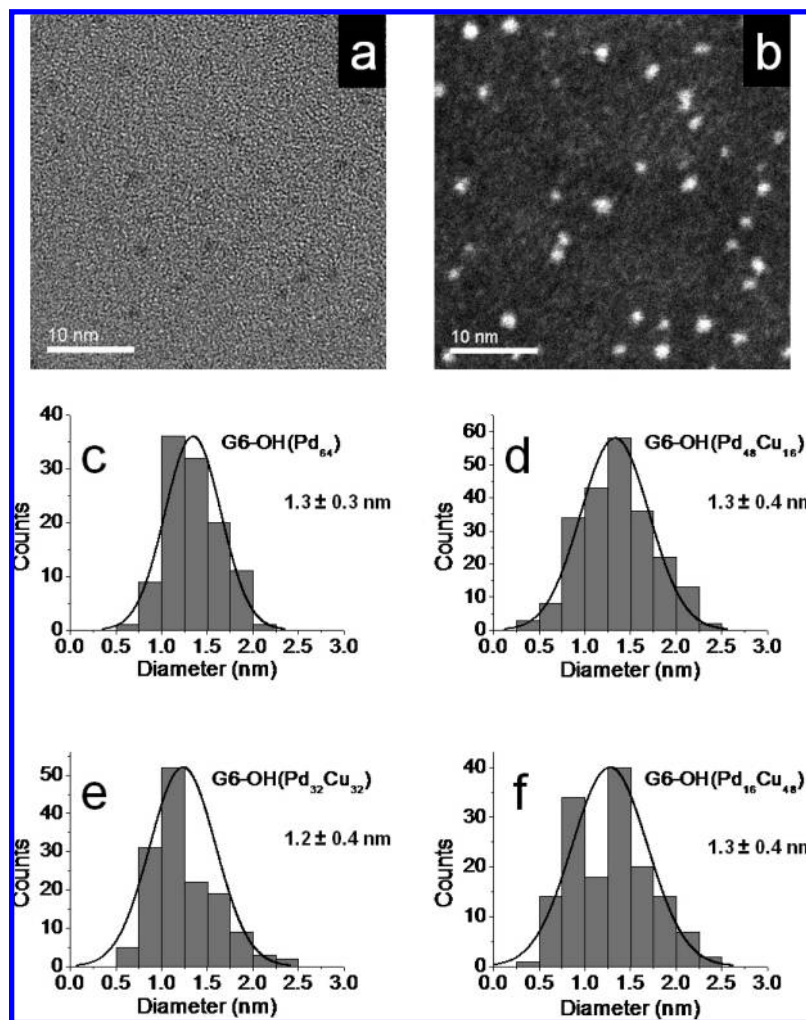 a
b
10 nm
10 nm
c
G6-OH(Pd64)
1.3 ± 0.3 nm
Counts
40
30
20
10
0
0.0 0.5 1.0 1.5 2.0 2.5 3.0
Diameter (nm)
d
G6-OH(Pd48Cu16)
1.3 ± 0.4 nm
Counts
60
50
40
30
20
10
0
0.0 0.5 1.0 1.5 2.0 2.5 3.0
Diameter (nm)
e
G6-OH(Pd32Cu32)
1.2 ± 0.4 nm
Counts
50
40
30
20
10
0
0.0 0.5 1.0 1.5 2.0 2.5 3.0
Diameter (nm)
f
G6-OH(Pd16Cu48)
1.3 ± 0.4 nm
Counts
40
30
20
10
0
0.0 0.5 1.0 1.5 2.0 2.5 3.0
Diameter (nm)